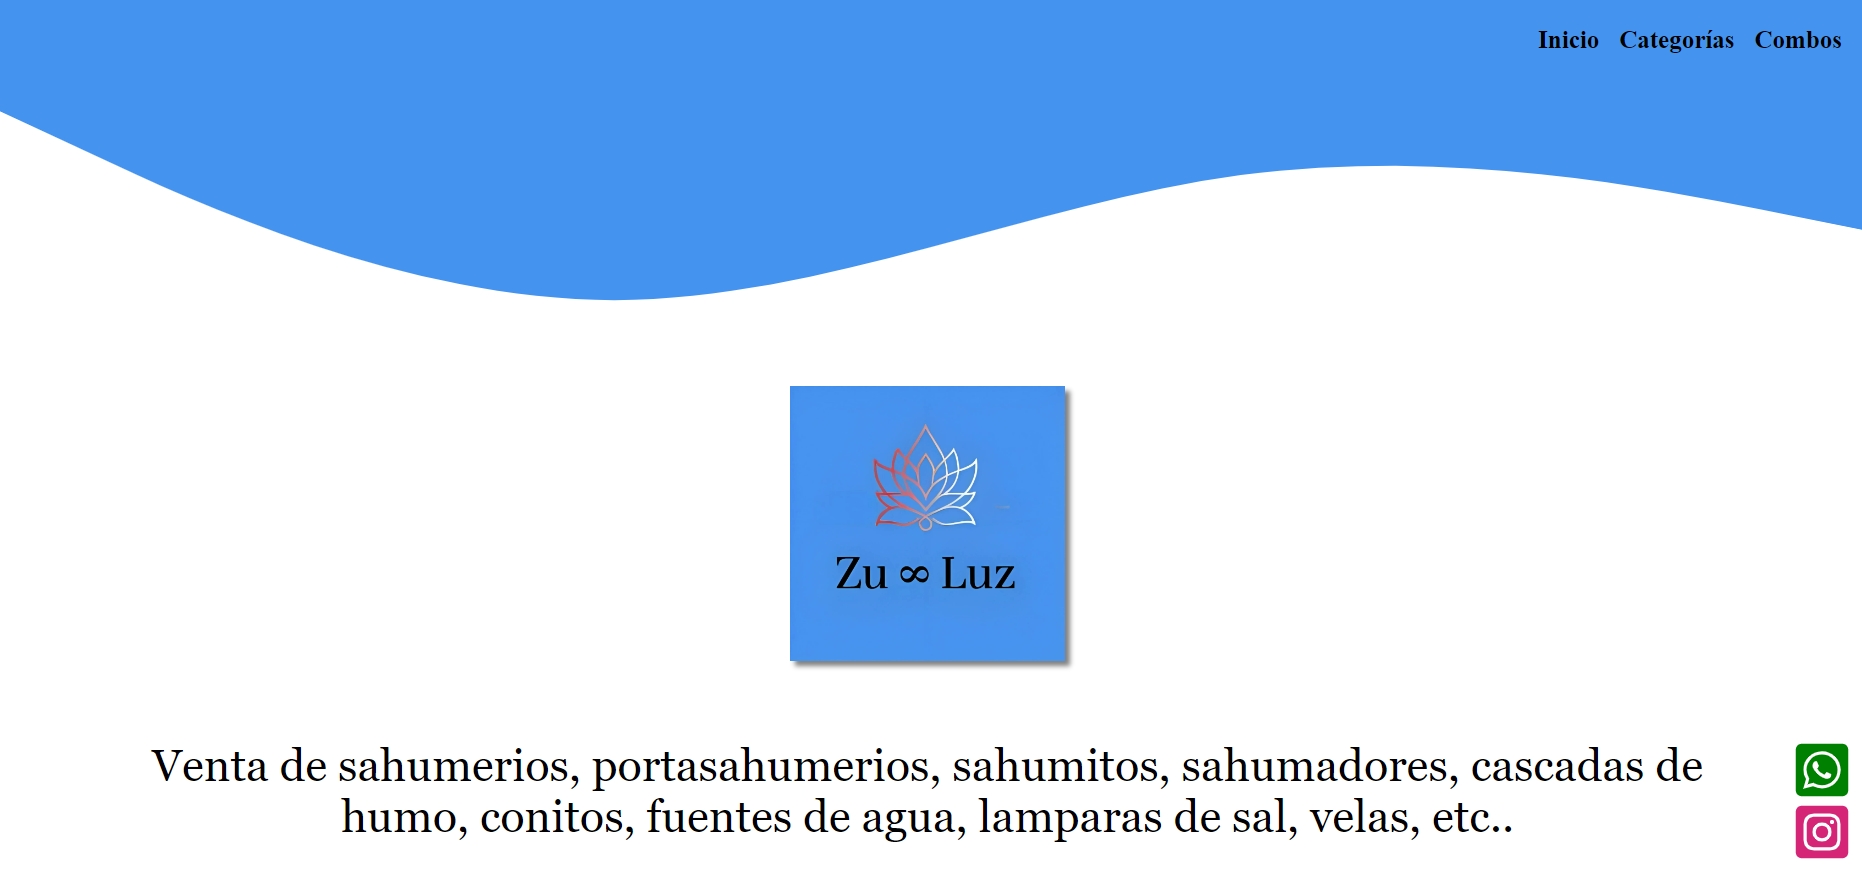 Inicio Categorías Combos
Zu ∞ Luz
Venta de sahumerios, portasahumerios, sahumitos, sahumadores, cascadas de
humo, conitos, fuentes de agua, lamparas de sal, velas, etc..